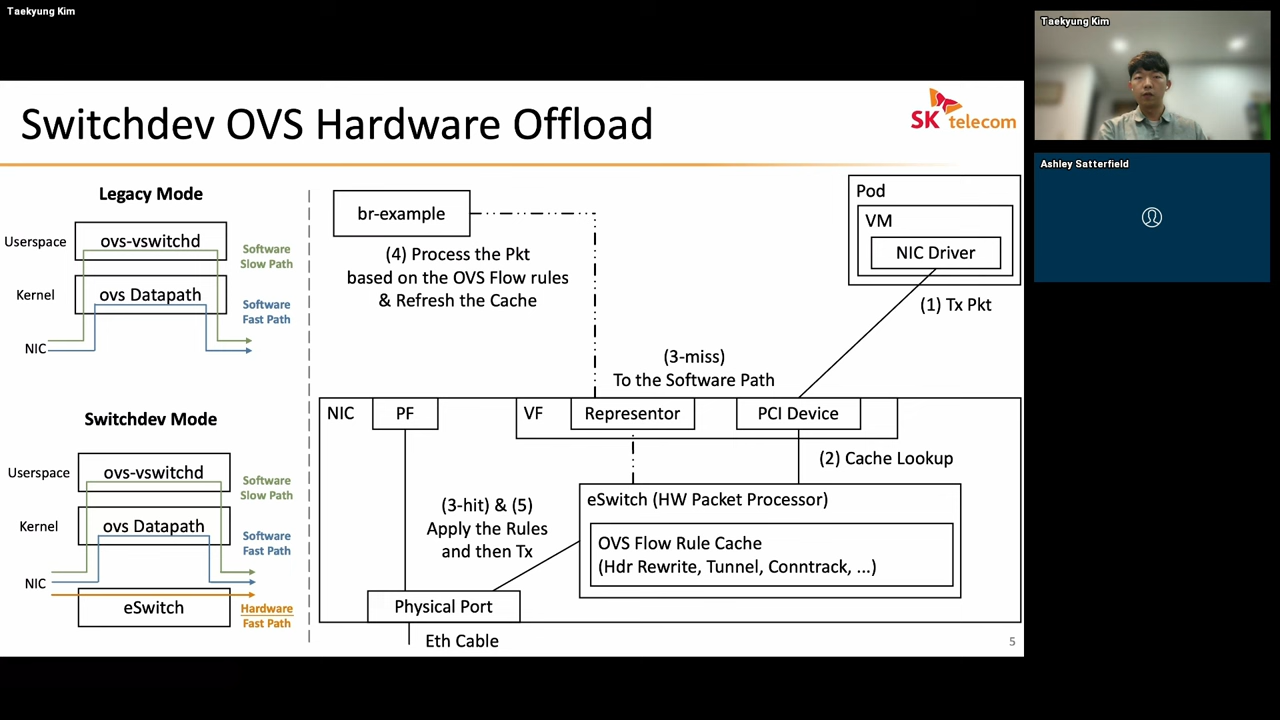 Taekyung Kim
Taekyung Kim
Ashley Satterfield
Switchdev OVS Hardware Offload
SK telecom
Legacy Mode
Userspace
ovs-vswitchd
Software
Slow Path
Kernel
ovs Datapath
Software
Fast Path
NIC
Switchdev Mode
Userspace
ovs-vswitchd
Software
Slow Path
Kernel
ovs Datapath
Software
Fast Path
NIC
eSwitch
Hardware
Fast Path
br-example
(4) Process the Pkt
based on the OVS Flow rules
& Refresh the Cache
Pod
VM
NIC Driver
(1) Tx Pkt
(3-miss)
To the Software Path
NIC
PF
VF
Representor
PCI Device
(2) Cache Lookup
(3-hit) & (5)
Apply the Rules
and then Tx
eSwitch (HW Packet Processor)
OVS Flow Rule Cache
(Hdr Rewrite, Tunnel, Conntrack, ...)
Physical Port
Eth Cable
5